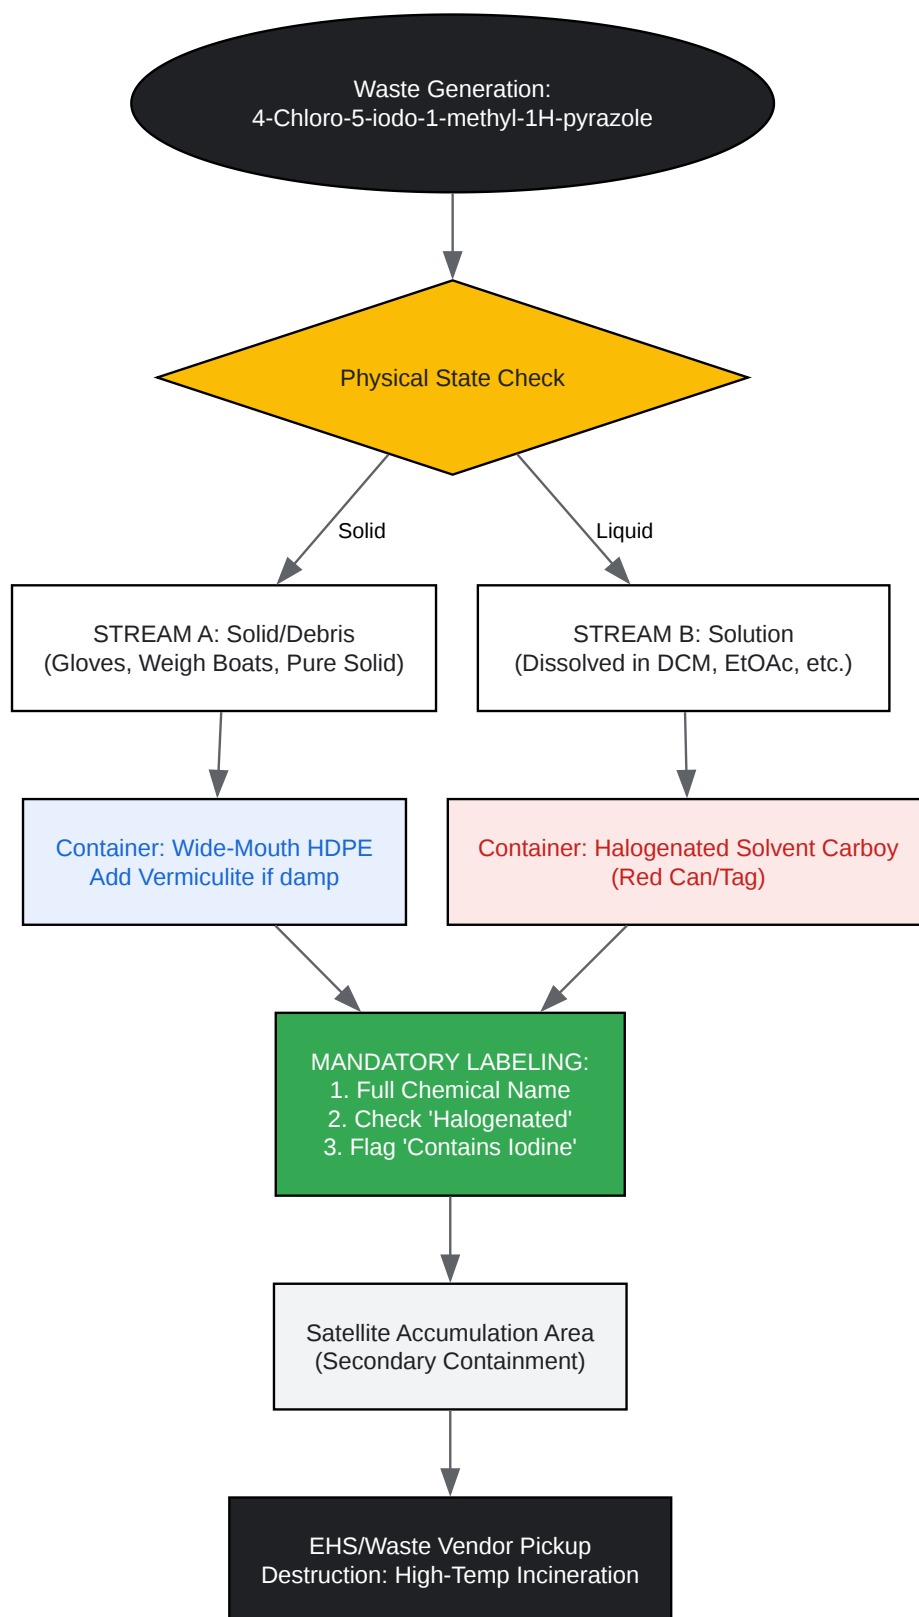 Waste Generation:
4-Chloro-5-iodo-1-methyl-1H-pyrazole
Physical State Check
Solid
Liquid
STREAM A: Solid/Debris
(Gloves, Weigh Boats, Pure Solid)
STREAM B: Solution
(Dissolved in DCM, EtOAc, etc.)
Container: Wide-Mouth HDPE
Add Vermiculite if damp
Container: Halogenated Solvent Carboy
(Red Can/Tag)
MANDATORY LABELING:
1. Full Chemical Name
2. Check 'Halogenated'
3. Flag 'Contains Iodine'
Satellite Accumulation Area
(Secondary Containment)
EHS/Waste Vendor Pickup
Destruction: High-Temp Incineration